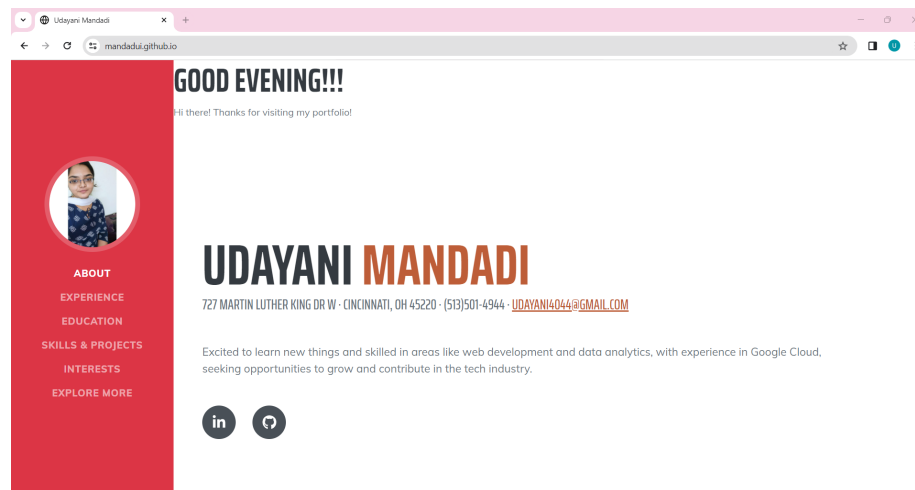 Udayani Mandadi
mandadui.github.io
U
GOOD EVENING!!!
Hi there! Thanks for visiting my portfolio!
ABOUT
EXPERIENCE
EDUCATION
SKILLS & PROJECTS
INTERESTS
EXPLORE MORE
UDAYANI MANDADI
727 MARTIN LUTHER KING DR W · CINCINNATI, OH 45220 · (513)501-4944 · UDAYANI4044@GMAIL.COM
Excited to learn new things and skilled in areas like web development and data analytics, with experience in Google Cloud,
seeking opportunities to grow and contribute in the tech industry.
in